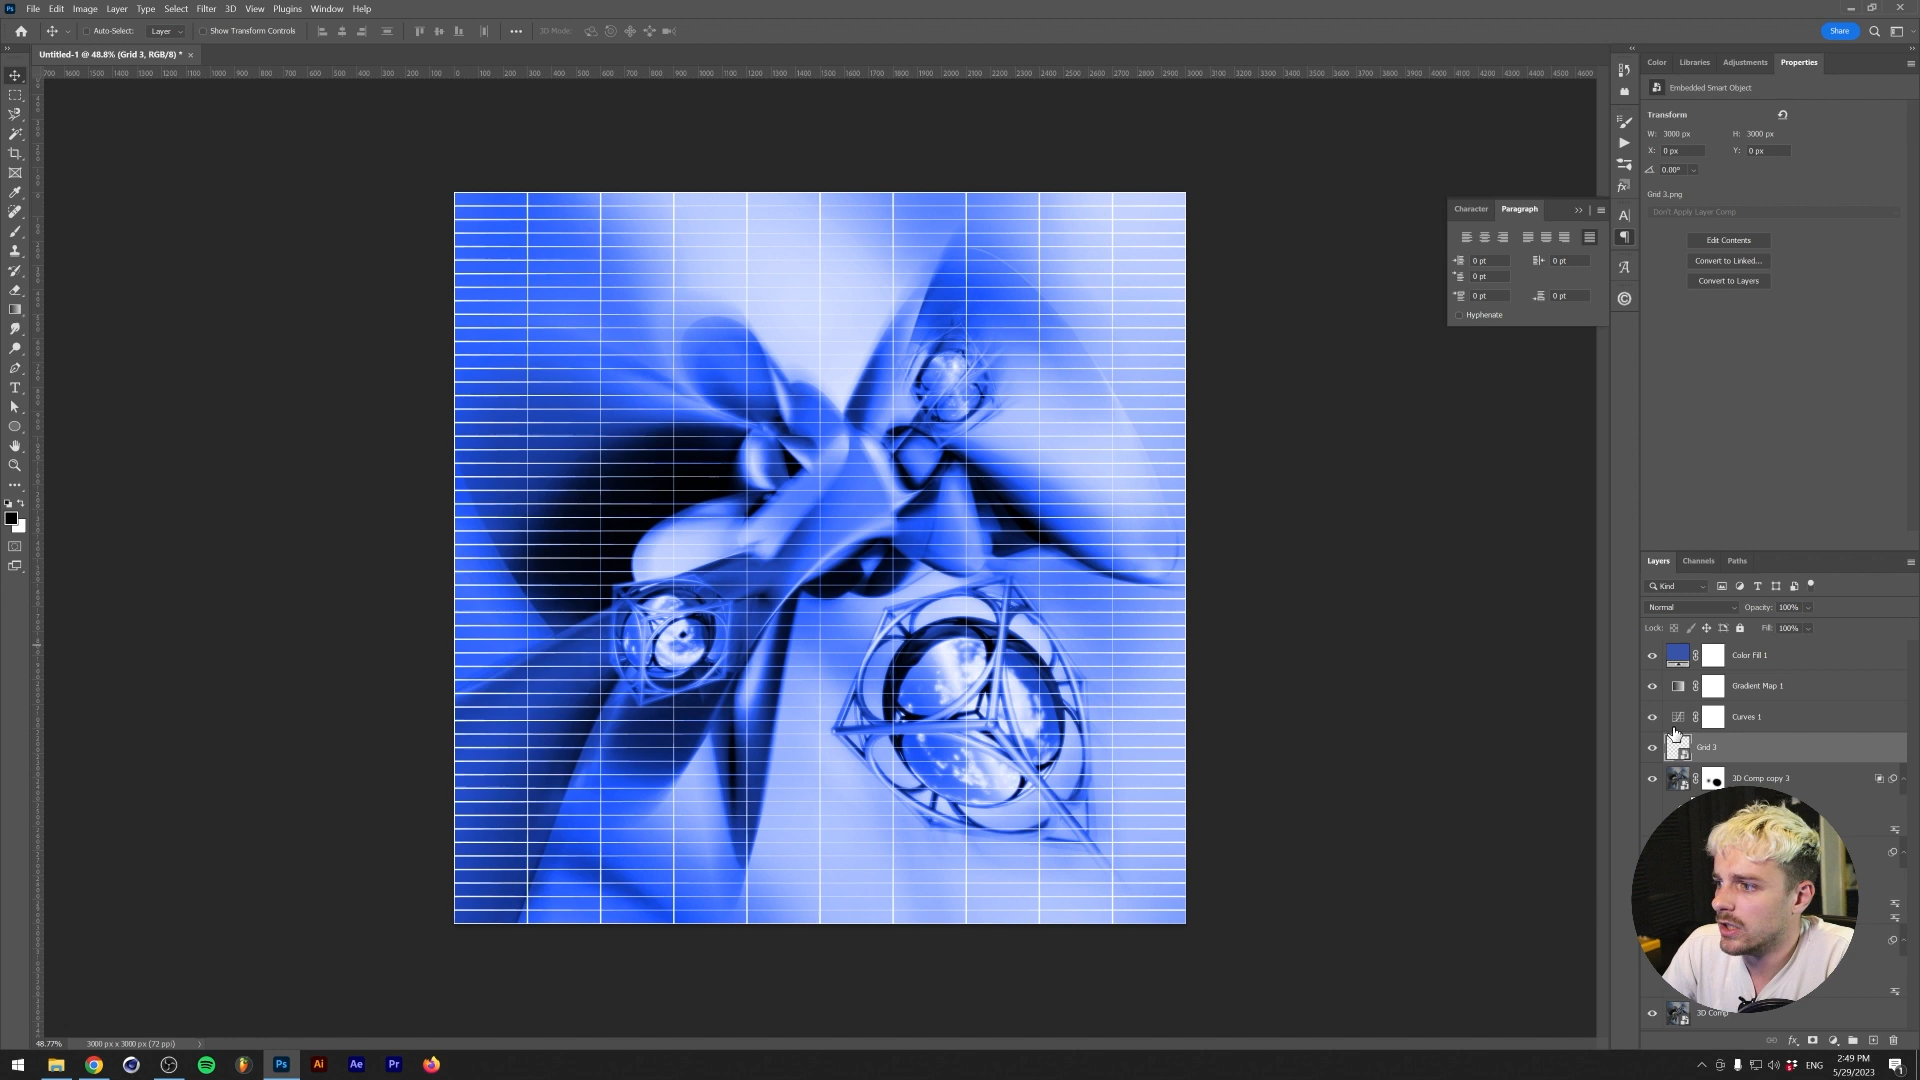 Ps File Edit Image Layer Type Select Filter 3D View Plugins Window Help
Auto-Select: Layer Show Transform Controls 3D Mode: Share
Untitled-1 @ 48.8% (Grid 3, RGB/8) *
Color Libraries Adjustments Properties
Embedded Smart Object
Transform
W: 3000 px H: 3000 px
X: 0 px Y: 0 px
0.00°
Grid 3.png
Don't Apply Layer Comp
Edit Contents
Convert to Linked...
Convert to Layers
Character Paragraph
0 pt 0 pt
0 pt
0 pt 0 pt
Hyphenate
Layers Channels Paths
Kind
Normal Opacity: 100%
Lock: Fill: 100%
Color Fill 1
Gradient Map 1
Curves 1
Grid 3
3D Comp copy 3
3D Comp
48.77% 3000 px x 3000 px (72 ppi)
Ps Ai Ae Pr
ENG 2:49 PM
5/29/2023